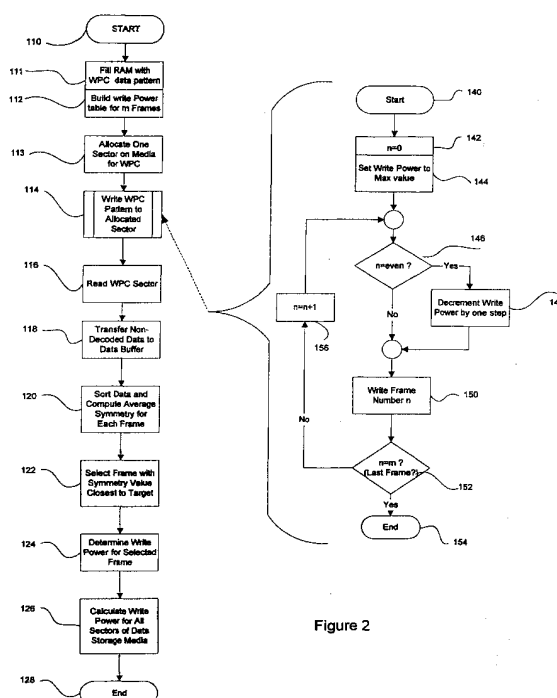 110
START
111
Fill RAM with
WPC data pattern
112
Build write Power
table for m Frames
113
Allocate One
Sector on Media
for WPC
114
Write WPC
Pattern to
Allocated
Sector
116
Read WPC Sector
118
Transfer Non-
Decoded Data to
Data Buffer
120
Sort Data and
Compute Average
Symmetry for
Each Frame
122
Select Frame with
Symmetry Value
Closest to Target
124
Determine Write
Power for Selected
Frame
126
Calculate Write
Power for All
Sectors of Data
Storage Media
128
End
Start
140
n=0
142
Set Write Power to
Max value
144
n=even ?
146
Yes
No
Decrement Write
Power by one step
14
n=n+1
156
Write Frame
Number n
150
No
n=m ?
(Last Frame?)
152
Yes
End
154
Figure 2